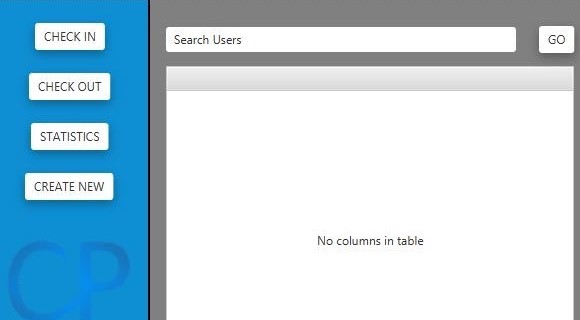 CHECK IN
CHECK OUT
STATISTICS
CREATE NEW
CP
Search Users
GO
No columns in table